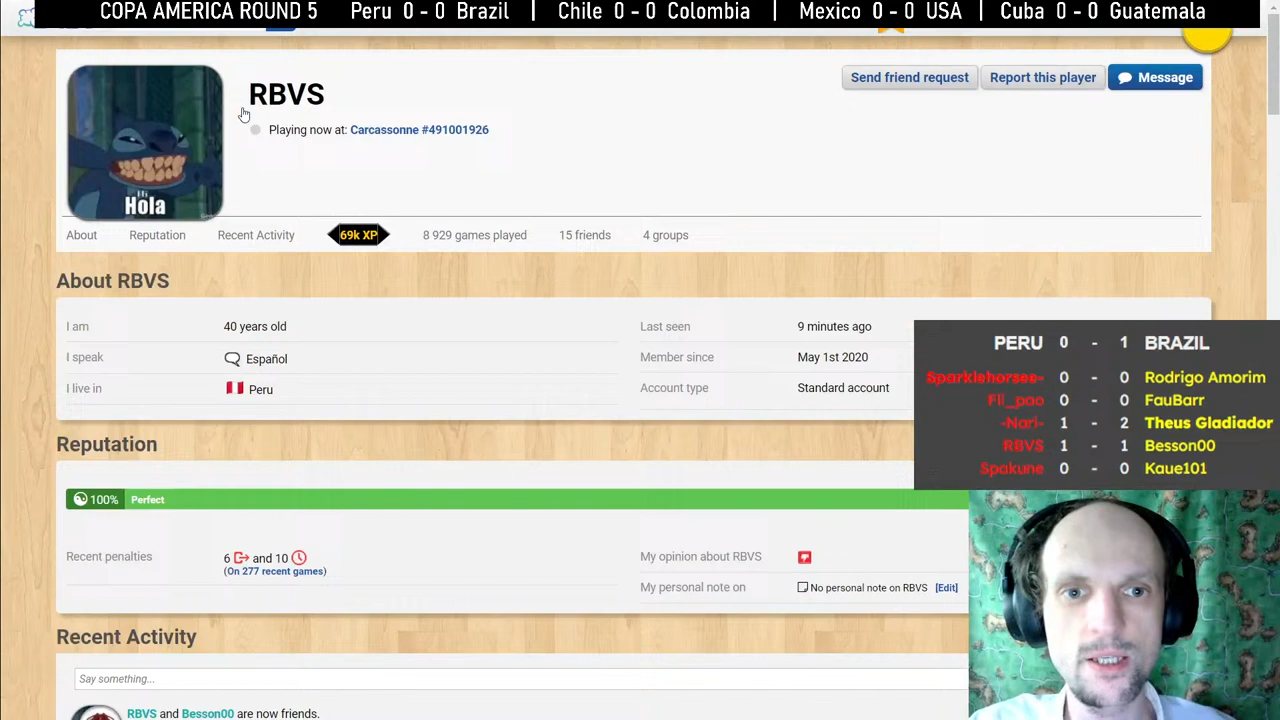 COPA AMERICA ROUND 5 Peru 0 - 0 Brazil | Chile 0 - 0 Colombia | Mexico 0 - 0 USA | Cuba 0 - 0 Guatemala
RBVS
Send friend request Report this player Message
Playing now at: Carcassonne #491001926
Hi
Hola
About Reputation Recent Activity 69k XP 8 929 games played 15 friends 4 groups
About RBVS
I am 40 years old
Last seen 9 minutes ago
I speak Español
Member since May 1st 2020
I live in Peru
Account type Standard account
PERU 0 - 1 BRAZIL
Sparklehorsee- 0 - 0 Rodrigo Amorim
Fli_pao 0 - 0 FauBarr
-Nari- 1 - 2 Theus Gladiador
RBVS 1 - 1 Besson00
Spakune 0 - 0 Kaue101
Reputation
100% Perfect
Recent penalties 6 and 10
(On 277 recent games)
My opinion about RBVS
My personal note on No personal note on RBVS [Edit]
Recent Activity
Say something...
RBVS and Besson00 are now friends.